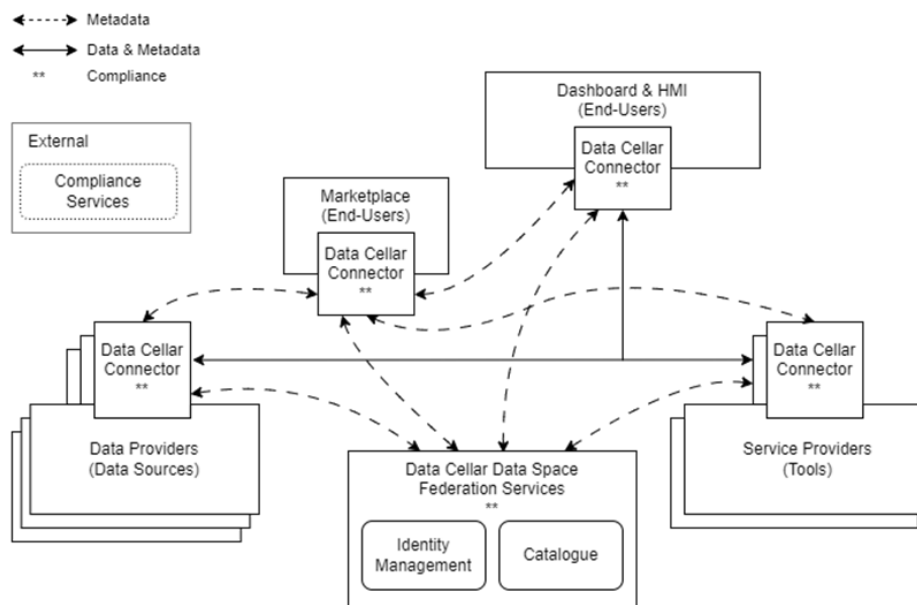 Metadata
Data & Metadata
** Compliance
External
Compliance
Services
Dashboard & HMI
(End-Users)
Data Cellar
Connector
**
Marketplace
(End-Users)
Data Cellar
Connector
**
Data Cellar
Connector
**
Data Providers
(Data Sources)
Data Cellar
Connector
**
Service Providers
(Tools)
Data Cellar Data Space
Federation Services
**
Identity
Management
Catalogue